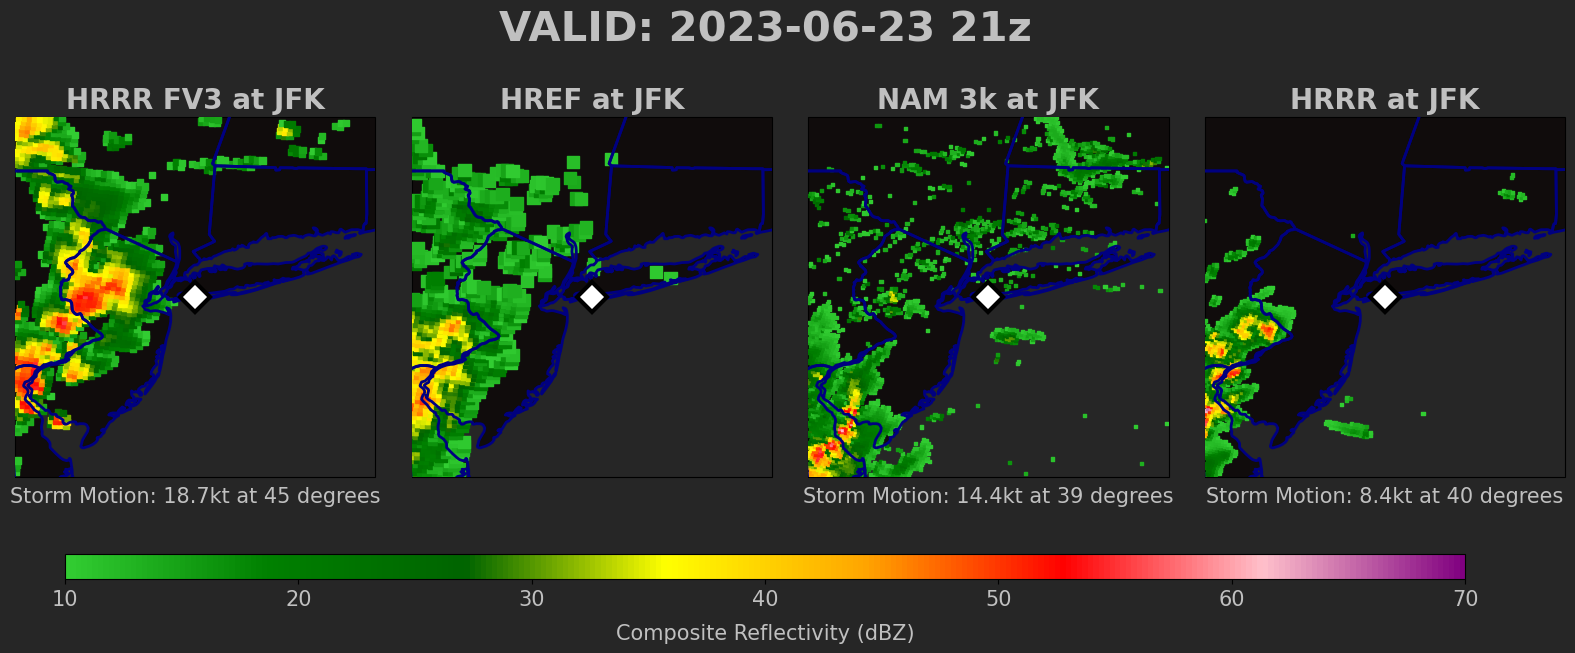 VALID: 2023-06-23 21z
HRRR FV3 at JFK
HREF at JFK
NAM 3k at JFK
HRRR at JFK
Storm Motion: 18.7kt at 45 degrees
Storm Motion: 14.4kt at 39 degrees
Storm Motion: 8.4kt at 40 degrees
10 20 30 40 50 60 70
Composite Reflectivity (dBZ)